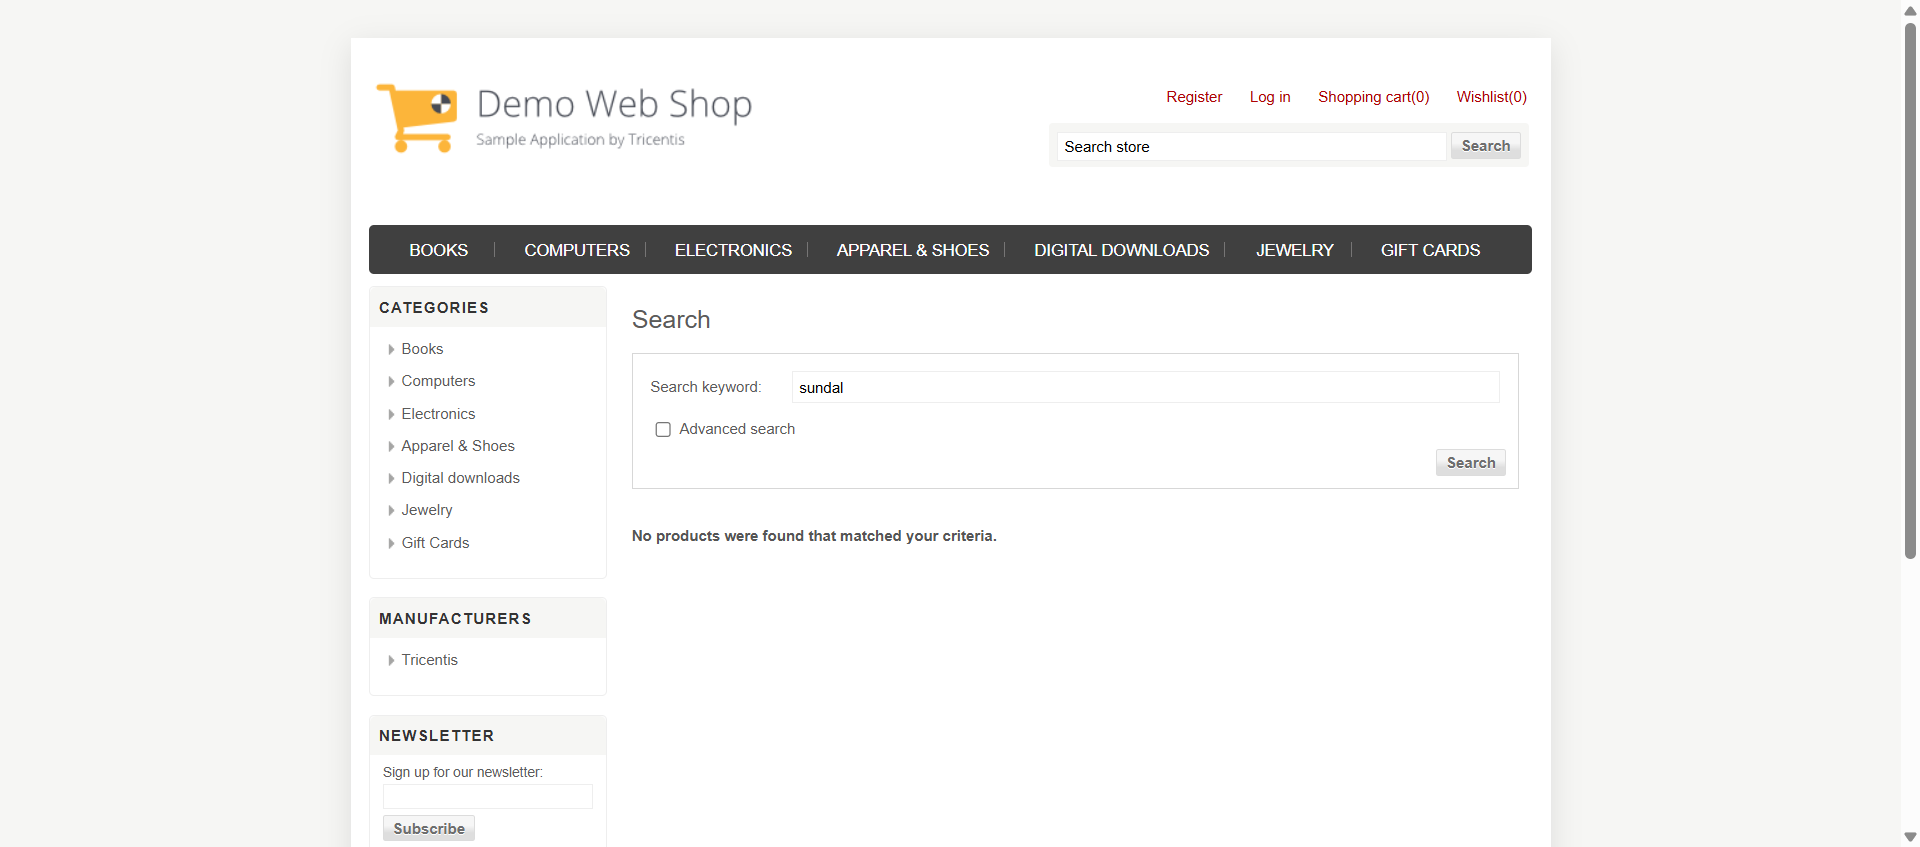 Demo Web Shop
Sample Application by Tricentis
Register Log in Shopping cart(0) Wishlist(0)
Search store Search
BOOKS COMPUTERS ELECTRONICS APPAREL & SHOES DIGITAL DOWNLOADS JEWELRY GIFT CARDS
CATEGORIES
Books
Computers
Electronics
Apparel & Shoes
Digital downloads
Jewelry
Gift Cards
MANUFACTURERS
Tricentis
NEWSLETTER
Sign up for our newsletter:
Subscribe
Search
Search keyword: sundal
Advanced search
Search
No products were found that matched your criteria.